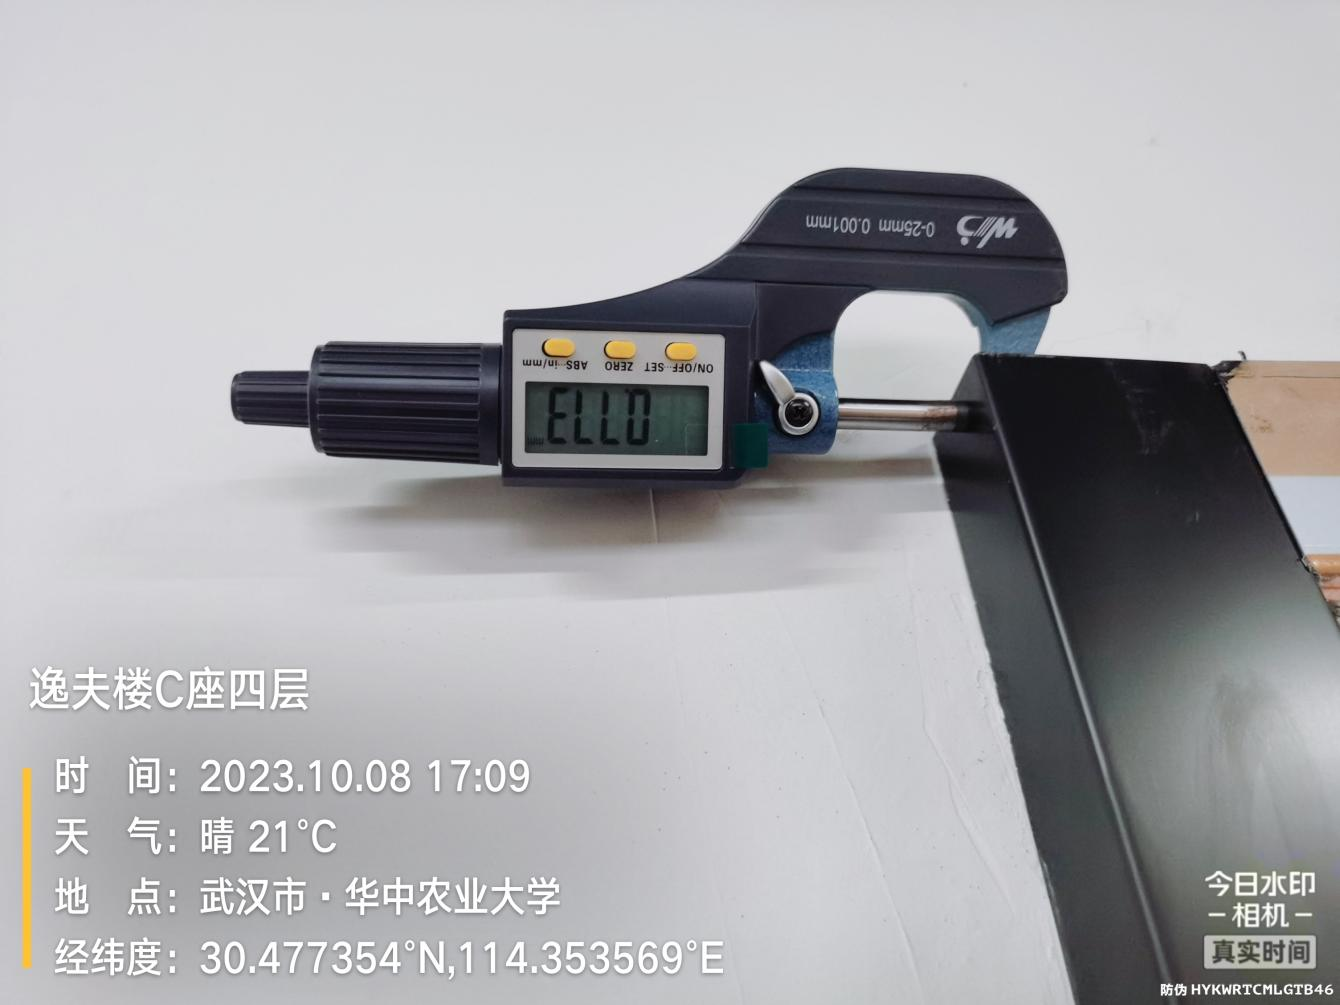 0-25mm 0.001mm
ON/OFF··SET ZERO ABS··in/mm
0.773 mm
逸夫楼C座四层
时 间：2023.10.08 17:09
天 气：晴 21°C
地 点：武汉市·华中农业大学
经纬度：30.477354°N,114.353569°E
今日水印
-相机-
真实时间
防伪 HYKWRTCMLGTB46